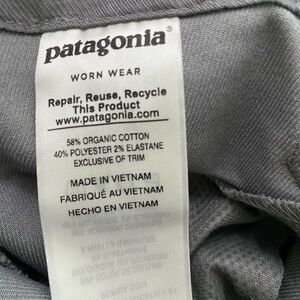 patagonia®
WORN WEAR
Repair, Reuse, Recycle
This Product
www.patagonia.com
58% ORGANIC COTTON
40% POLYESTER 2% ELASTANE
EXCLUSIVE OF TRIM
MADE IN VIETNAM
FABRIQUÉ AU VIETNAM
HECHO EN VIETNAM